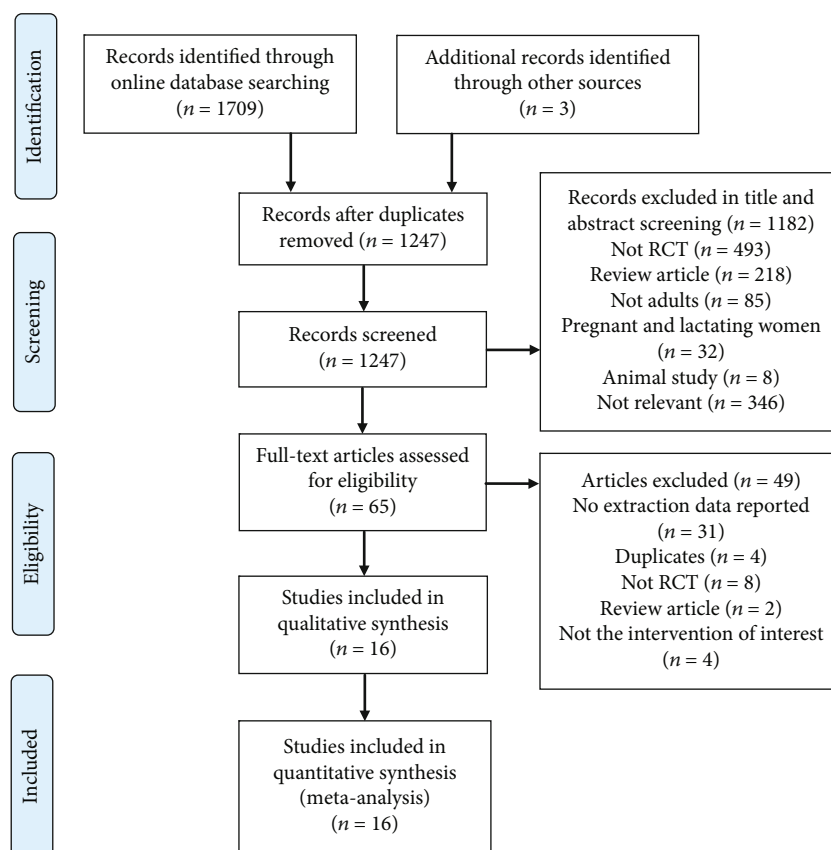 Identification
Records identified through
online database searching
(n = 1709)
Additional records identified
through other sources
(n = 3)
Records after duplicates
removed (n = 1247)
Screening
Records screened
(n = 1247)
Records excluded in title and
abstract screening (n = 1182)
Not RCT (n = 493)
Review article (n = 218)
Not adults (n = 85)
Pregnant and lactating women
(n = 32)
Animal study (n = 8)
Not relevant (n = 346)
Eligibility
Full-text articles assessed
for eligibility
(n = 65)
Articles excluded (n = 49)
No extraction data reported
(n = 31)
Duplicates (n = 4)
Not RCT (n = 8)
Review article (n = 2)
Not the intervention of interest
(n = 4)
Studies included in
qualitative synthesis
(n = 16)
Included
Studies included in
quantitative synthesis
(meta-analysis)
(n = 16)